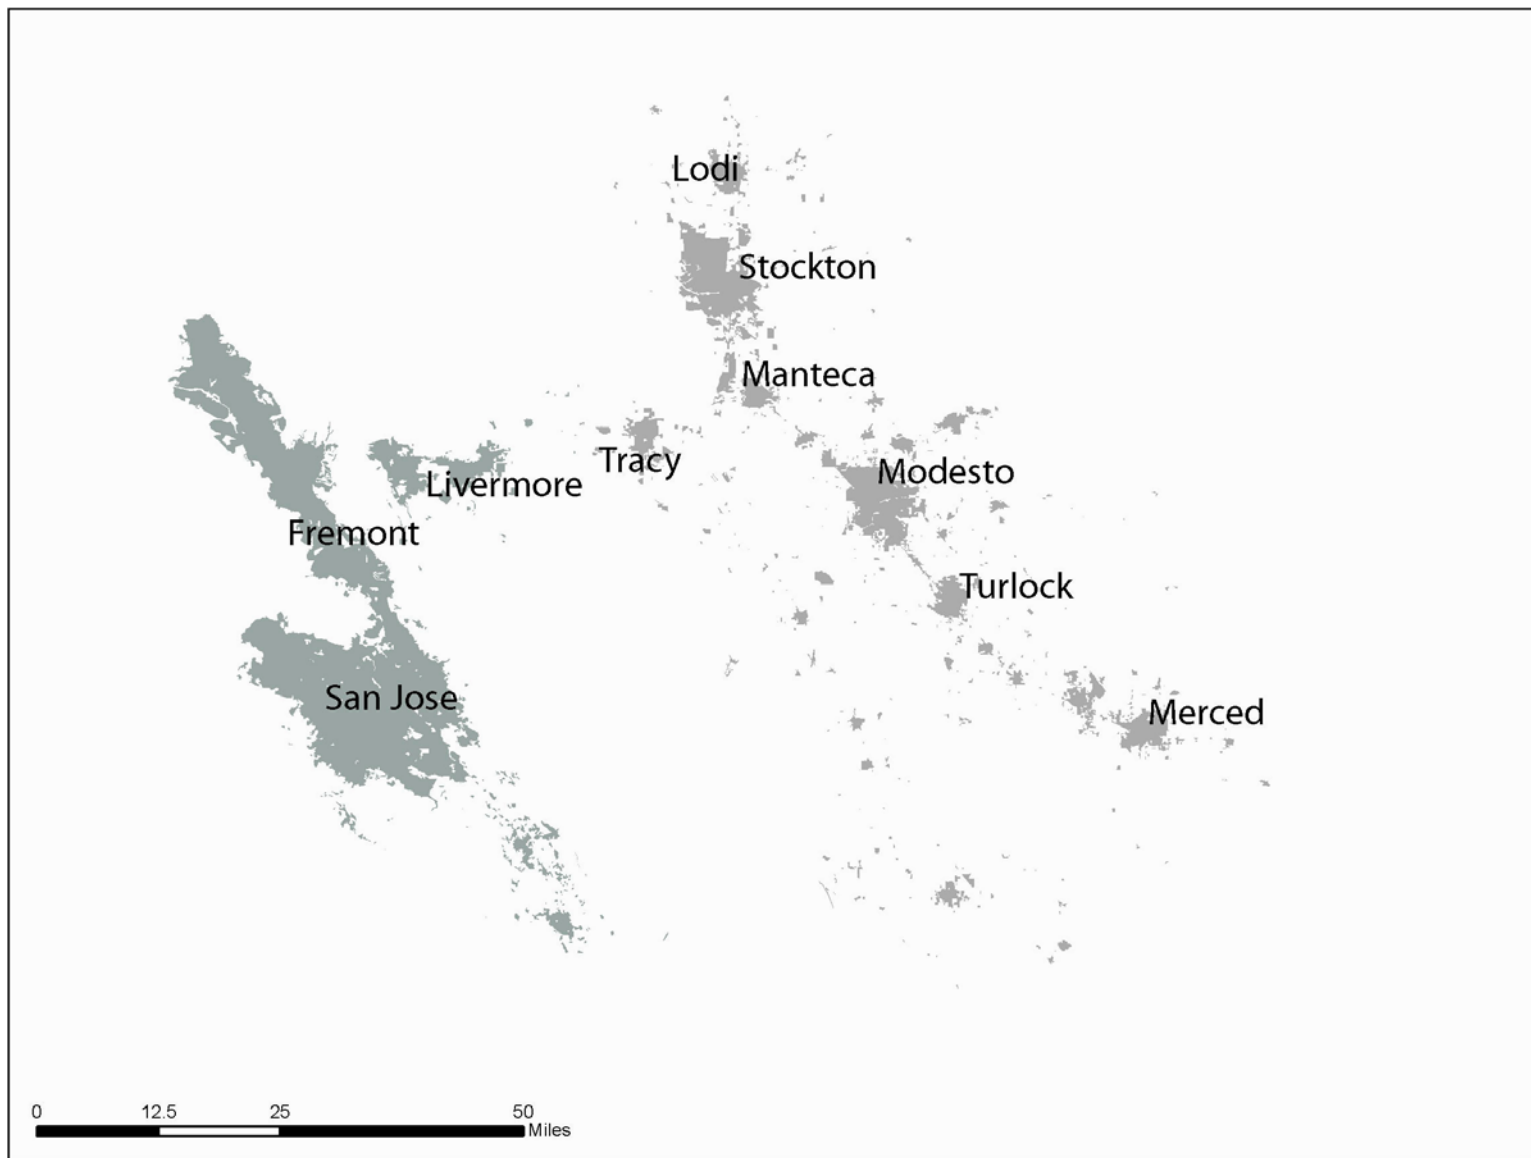 Lodi
Stockton
Manteca
Tracy
Modesto
Livermore
Fremont
Turlock
San Jose
Merced
0 12.5 25 50
Miles